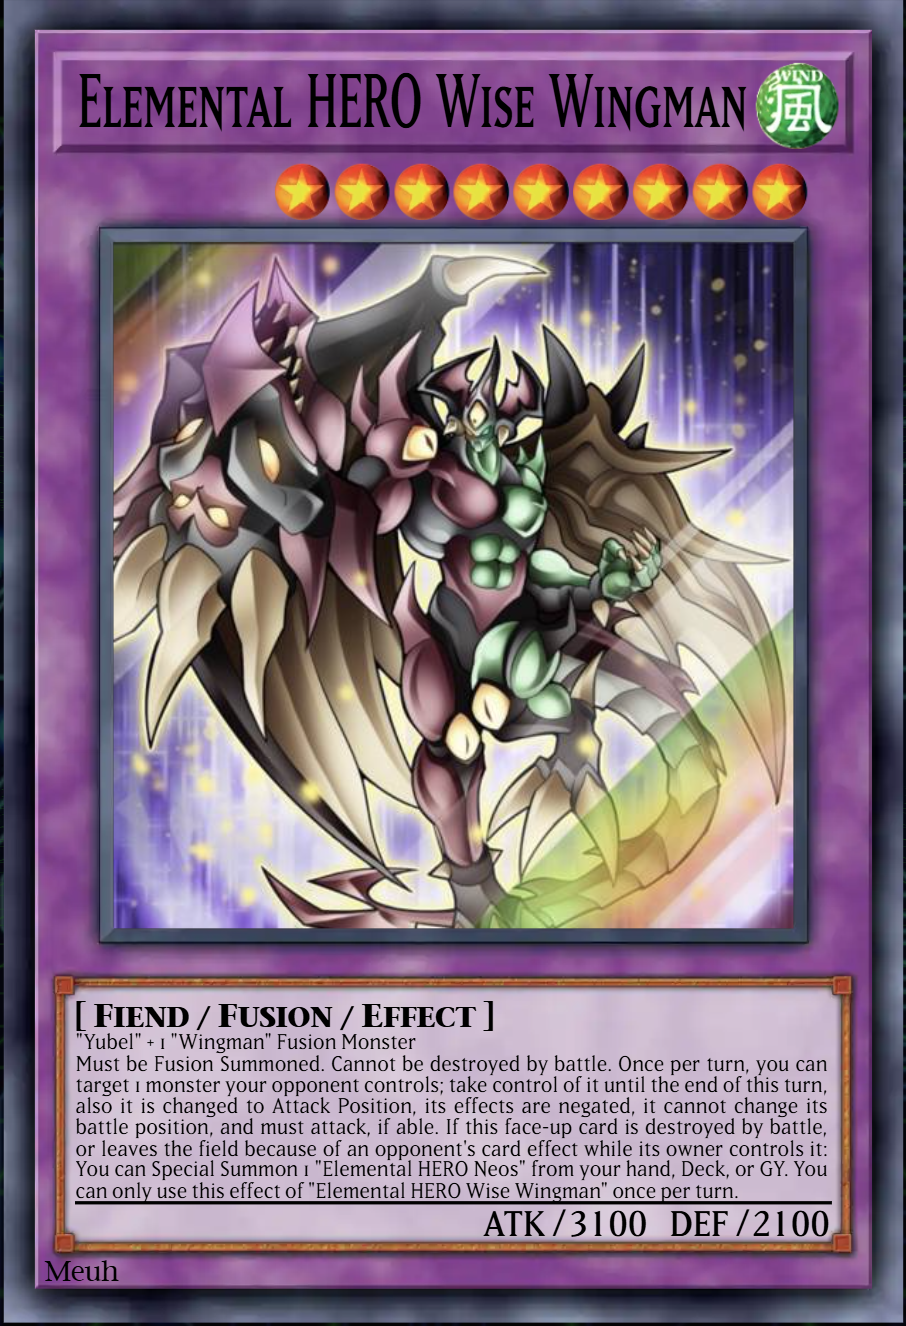 Elemental HERO Wise Wingman
WIND
風
[ Fiend / Fusion / Effect ]
"Yubel" + 1 "Wingman" Fusion Monster
Must be Fusion Summoned. Cannot be destroyed by battle. Once per turn, you can
target 1 monster your opponent controls; take control of it until the end of this turn,
also it is changed to Attack Position, its effects are negated, it cannot change its
battle position, and must attack, if able. If this face-up card is destroyed by battle,
or leaves the field because of an opponent's card effect while its owner controls it:
You can Special Summon 1 "Elemental HERO Neos" from your hand, Deck, or GY. You
can only use this effect of "Elemental HERO Wise Wingman" once per turn.
ATK/3100 DEF/2100
Meuh